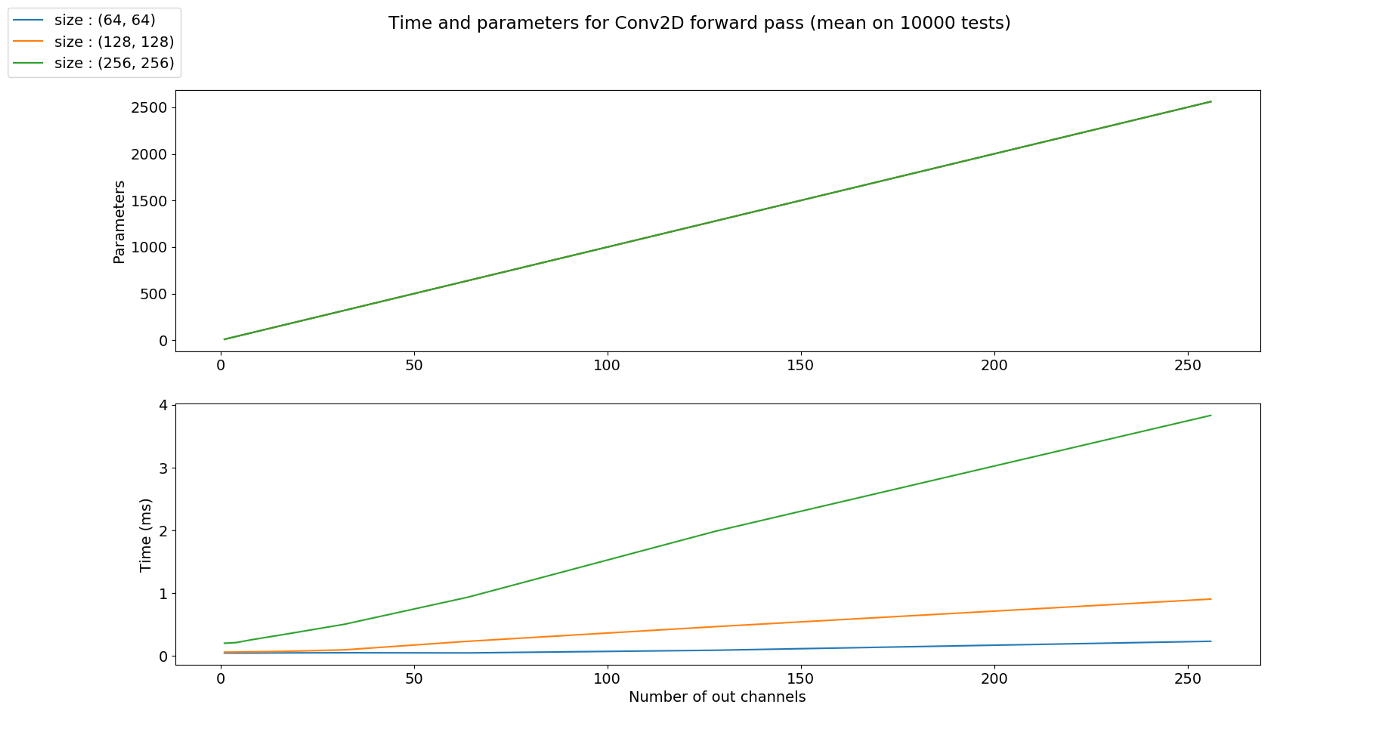 size : (64, 64)
size : (128, 128)
size : (256, 256)
Time and parameters for Conv2D forward pass (mean on 10000 tests)
Parameters
2500
2000
1500
1000
500
0
0 50 100 150 200 250
Time (ms)
4
3
2
1
0
0 50 100 150 200 250
Number of out channels